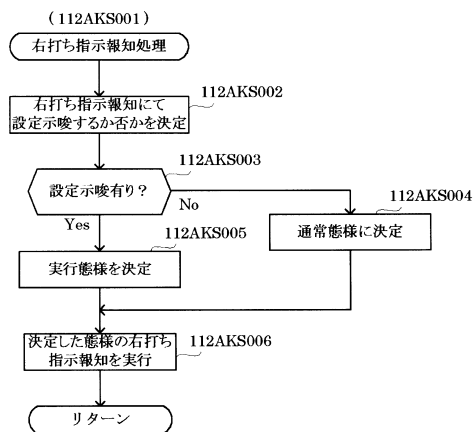 (112AKS001)
右打ち指示報知処理
112AKS002
右打ち指示報知にて
設定示唆するか否かを決定
112AKS003
設定示唆有り?
No
Yes
112AKS004
通常態様に決定
112AKS005
実行態様を決定
112AKS006
決定した態様の右打ち
指示報知を実行
リターン